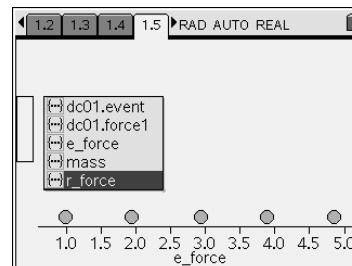 1.2 1.3 1.4 1.5 RAD AUTO REAL
dc01.event
dc01.force1
e_force
mass
r_force
1.0 1.5 2.0 2.5 3.0 3.5 4.0 4.5 5.0
e_force